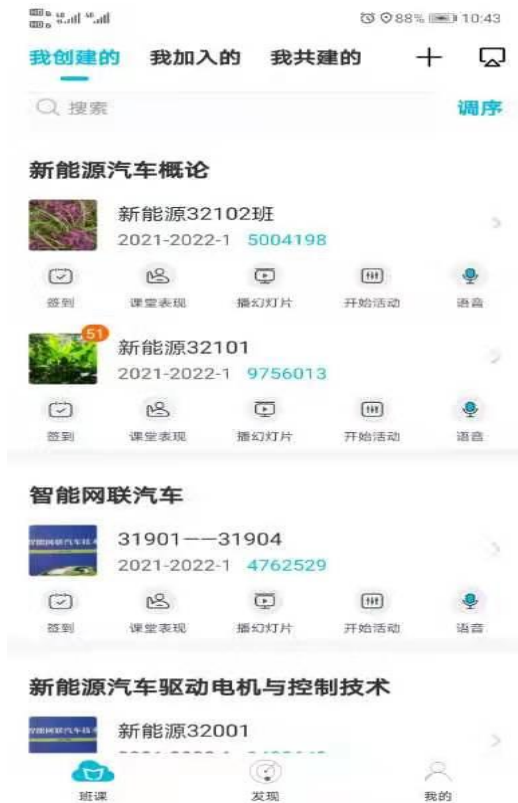 88% 10:43
我创建的 我加入的 我共建的
搜索 调序
新能源汽车概论
新能源32102班
2021-2022-1 5004198
签到 课堂表现 播幻灯片 开始活动 语音
51
新能源32101
2021-2022-1 9756013
签到 课堂表现 播幻灯片 开始活动 语音
智能网联汽车
31901——31904
2021-2022-1 4762529
签到 课堂表现 播幻灯片 开始活动 语音
新能源汽车驱动电机与控制技术
新能源32001
班课 发现 我的